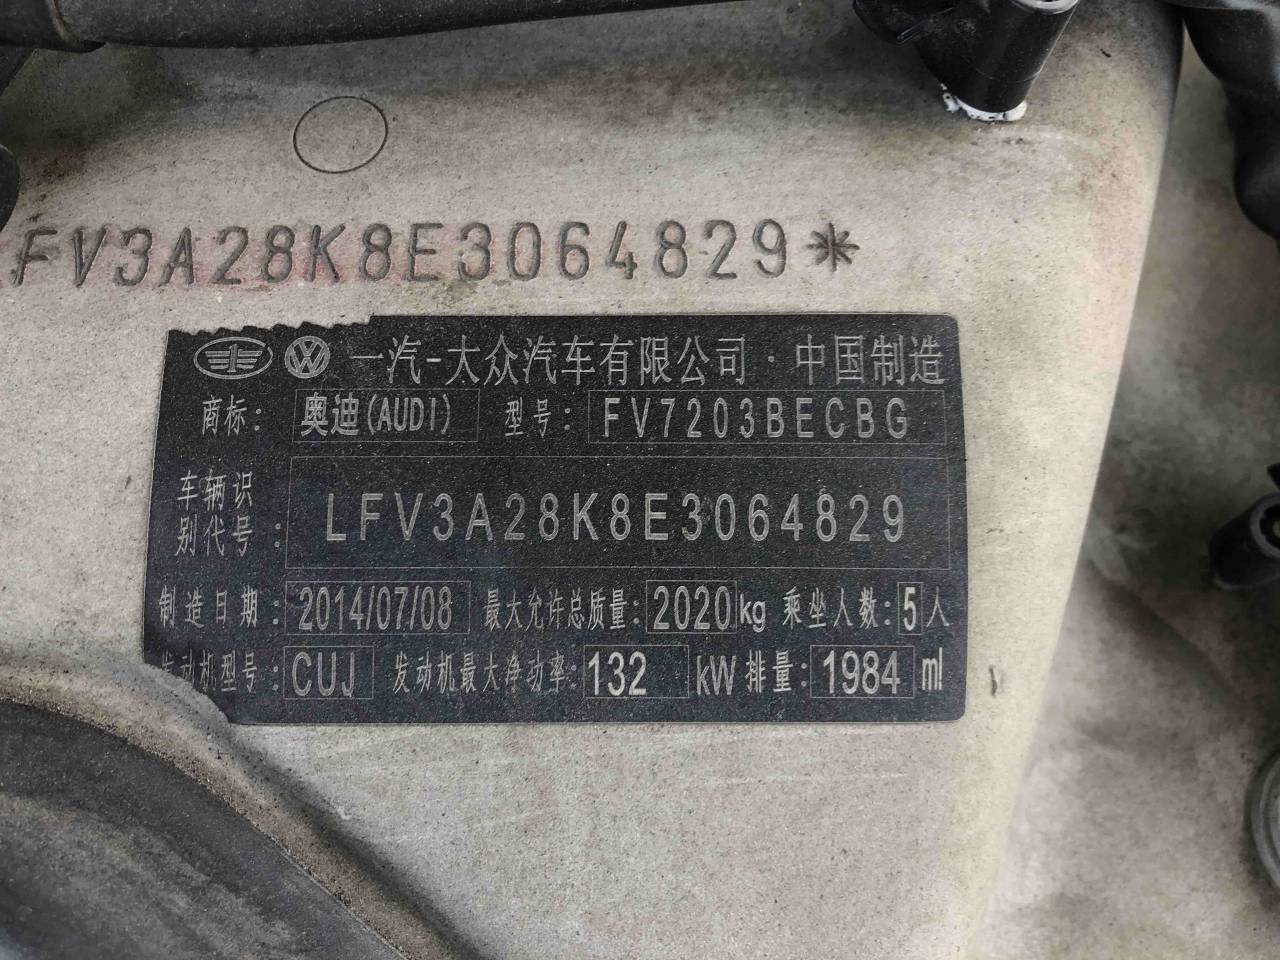 FV3A28K8E3064829*
一汽-大众汽车有限公司·中国制造
商标: 奥迪(AUDI) 型号: FV7203BECBG
车辆识别代号: LFV3A28K8E3064829
制造日期: 2014/07/08 最大允许总质量: 2020kg 乘坐人数: 5人
发动机型号: CUJ 发动机最大净功率: 132 kW 排量: 1984 ml